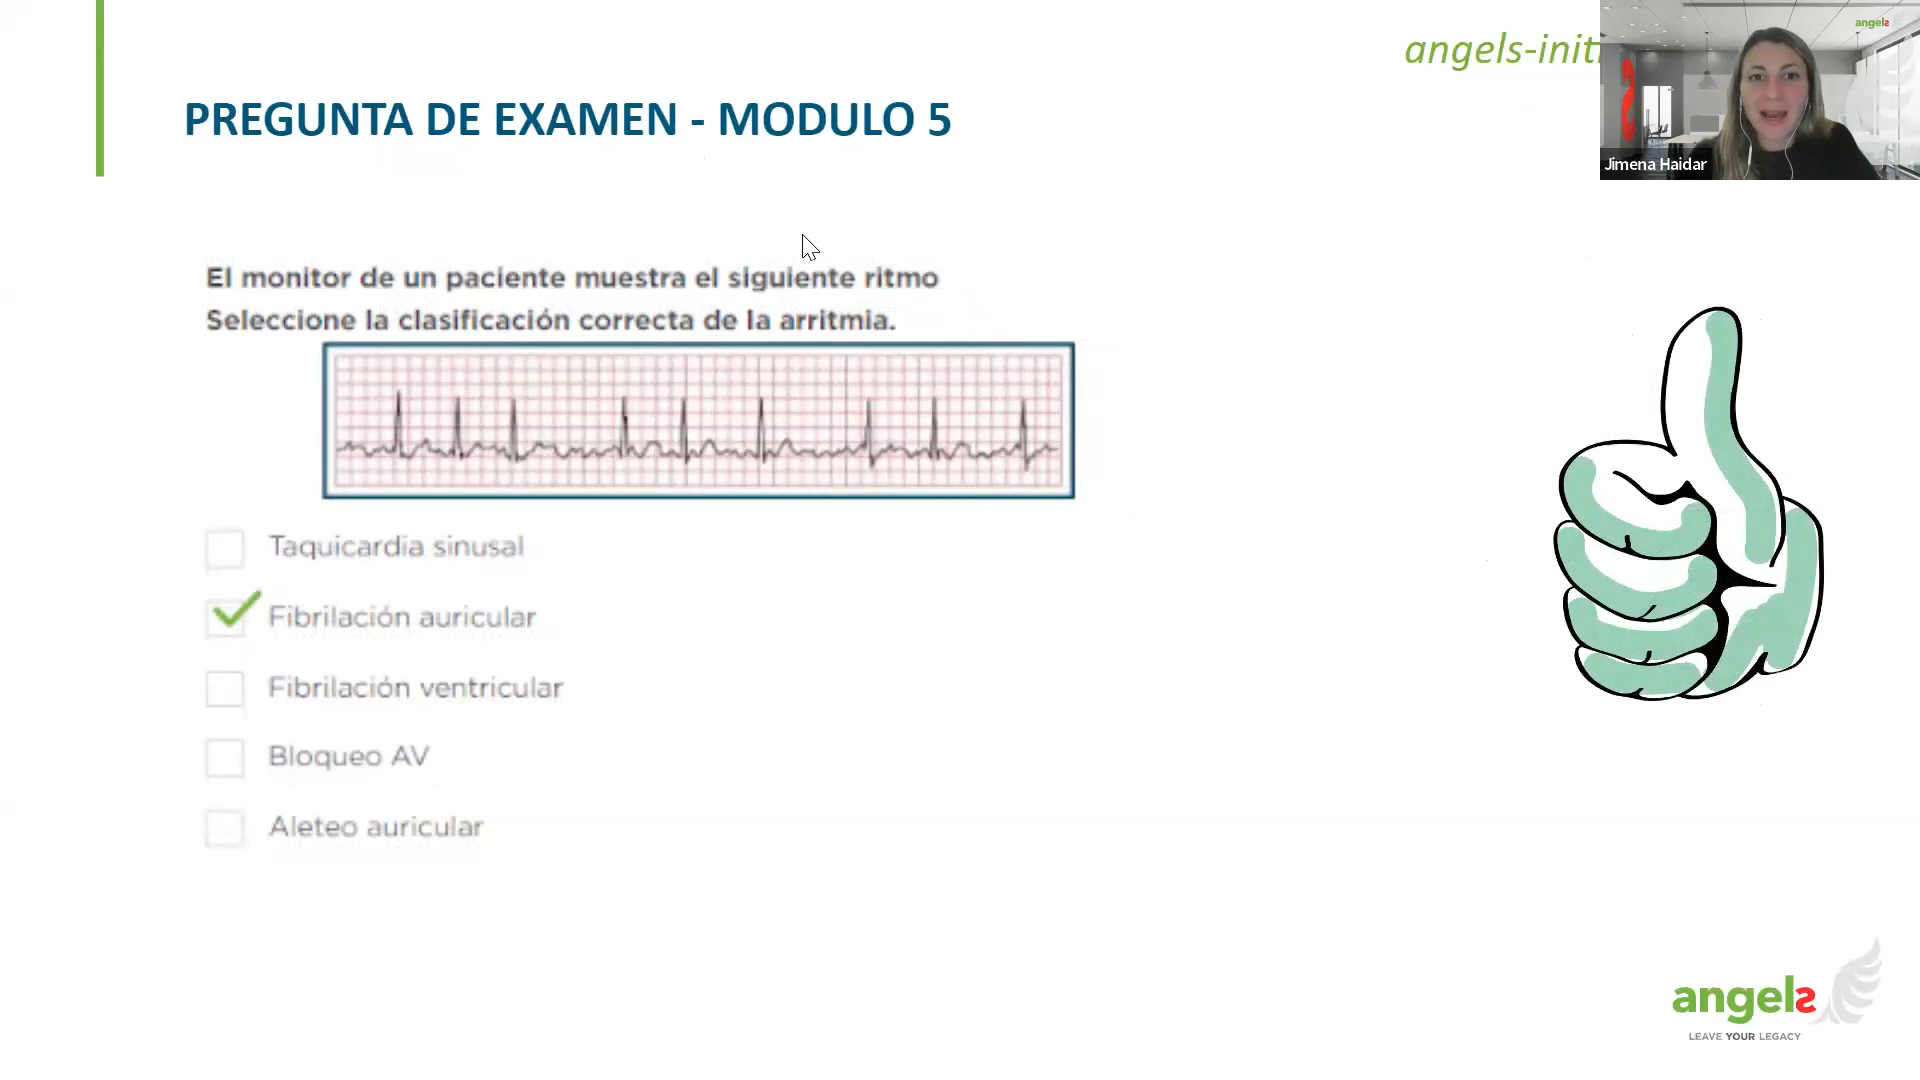 angels-init
angels
Jimena Haidar
PREGUNTA DE EXAMEN - MODULO 5
El monitor de un paciente muestra el siguiente ritmo
Seleccione la clasificación correcta de la arritmia.
Taquicardia sinusal
Fibrilación auricular
Fibrilación ventricular
Bloqueo AV
Aleteo auricular
angels
LEAVE YOUR LEGACY